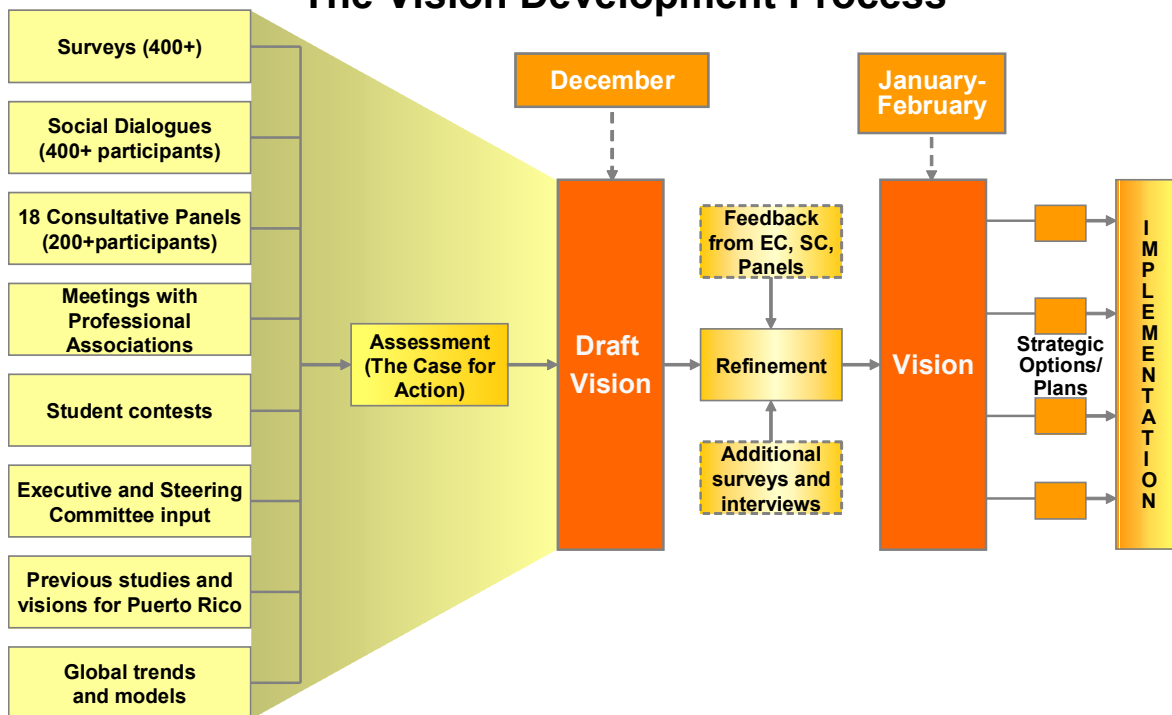 The Vision Development Process
Surveys (400+)
Social Dialogues
(400+ participants)
18 Consultative Panels
(200+participants)
Meetings with
Professional
Associations
Student contests
Executive and Steering
Committee input
Previous studies and
visions for Puerto Rico
Global trends
and models
Assessment
(The Case for
Action)
December
Draft
Vision
Feedback
from EC, SC,
Panels
Refinement
Additional
surveys and
interviews
January-
February
Vision
Strategic
Options/
Plans
IMPLEMENTATION